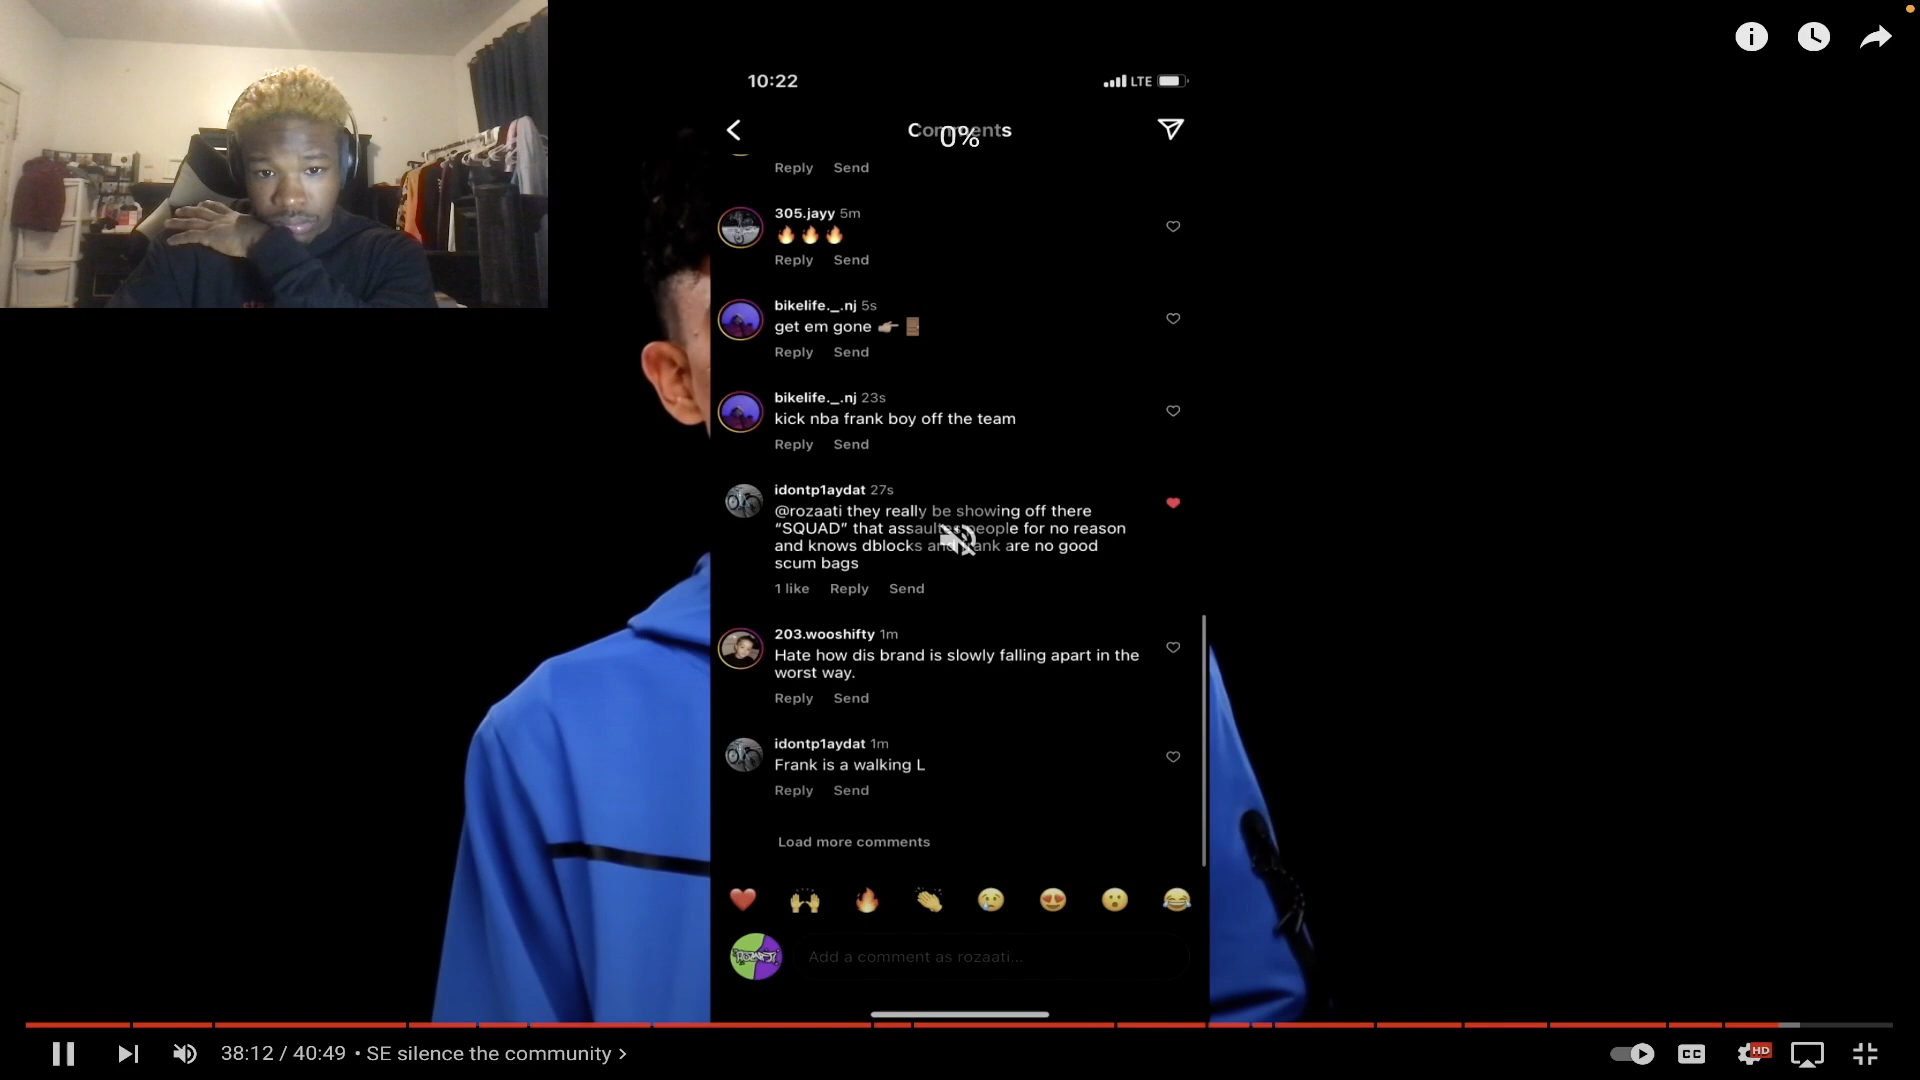 10:22
LTE
Comments
0%
Reply Send
305.jayy 5m
🔥🔥🔥
Reply Send
bikelife._.nj 5s
get em gone 👉🏽🚪
Reply Send
bikelife._.nj 23s
kick nba frank boy off the team
Reply Send
idontp1aydat 27s
@rozaati they really be showing off there
“SQUAD” that assaultes people for no reason
and knows dblocks and frank are no good
scum bags
1 like Reply Send
203.wooshifty 1m
Hate how dis brand is slowly falling apart in the
worst way.
Reply Send
idontp1aydat 1m
Frank is a walking L
Reply Send
Load more comments
❤️🙌🔥👏😢😍😮😂
Add a comment as rozaati...
38:12 / 40:49 • SE silence the community >
CC
HD